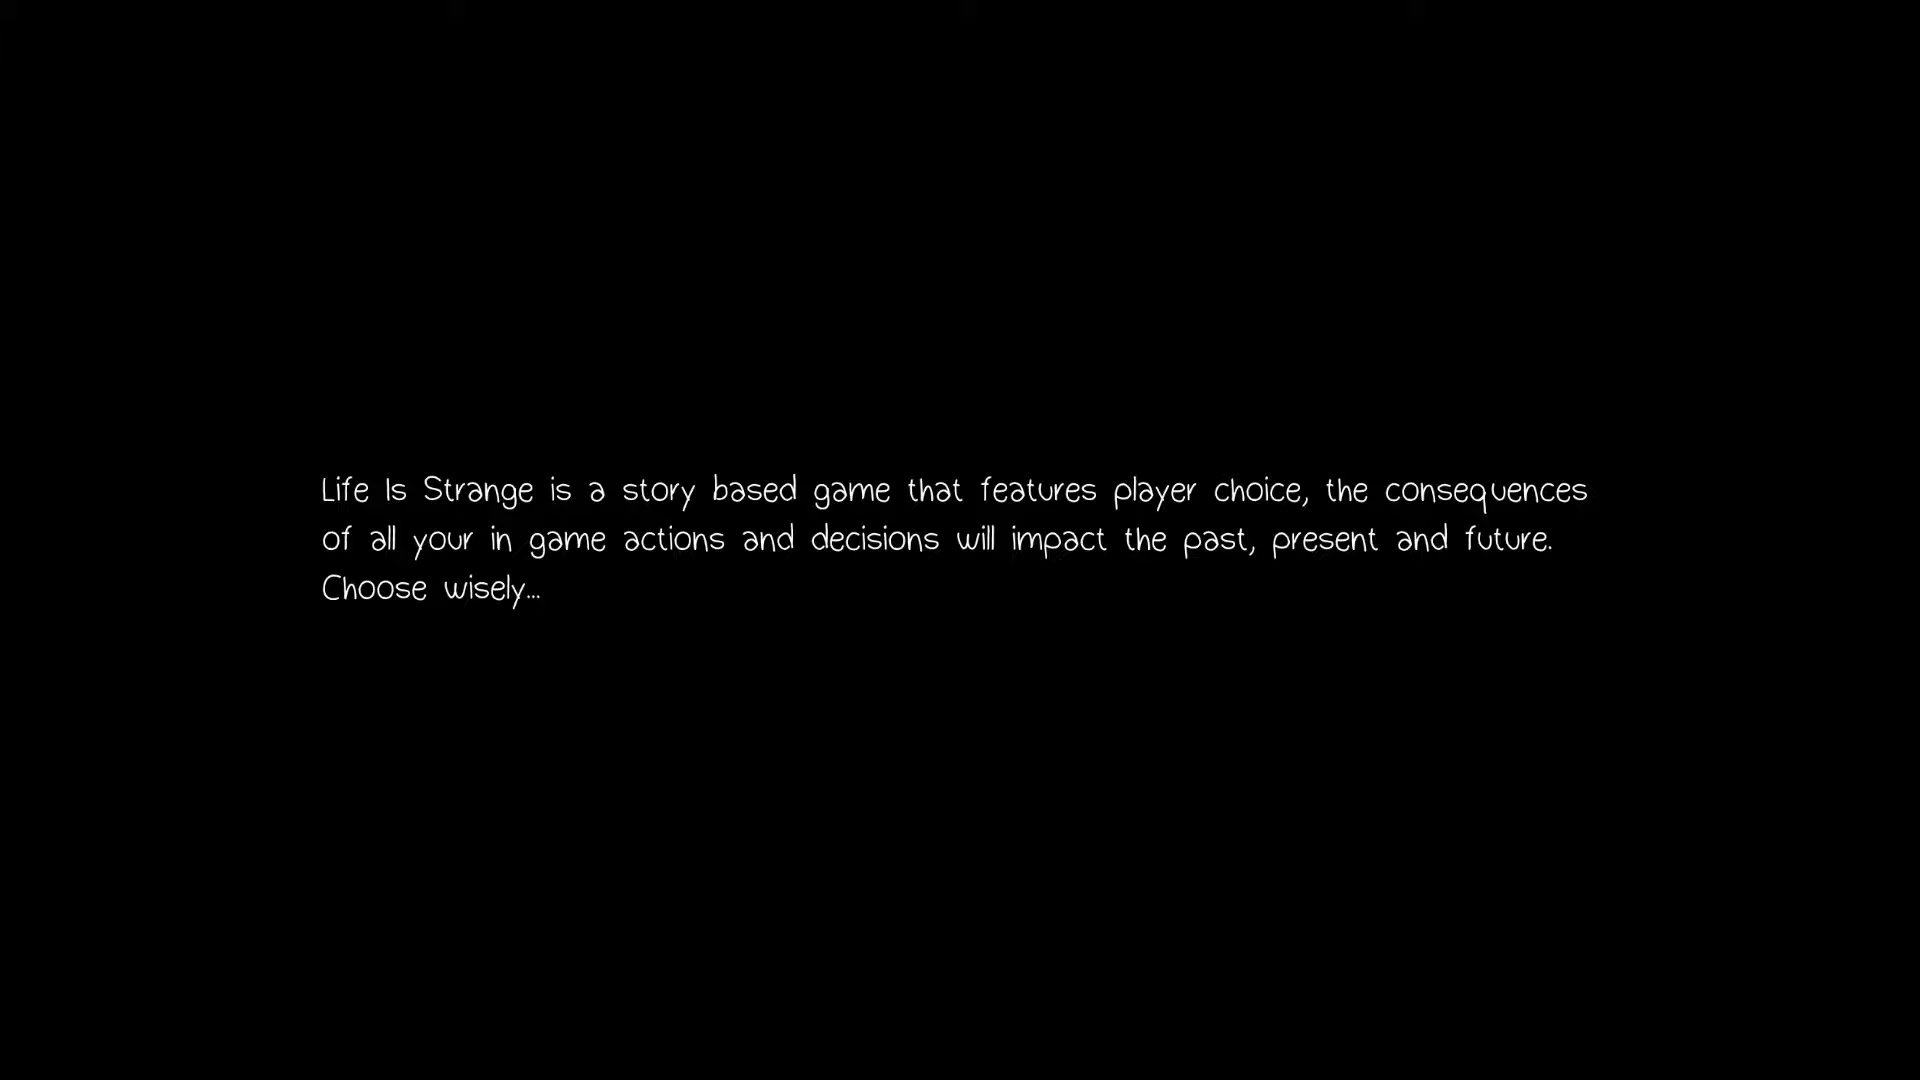 Life Is Strange is a story based game that features player choice, the consequences
of all your in game actions and decisions will impact the past, present and future.
Choose wisely...